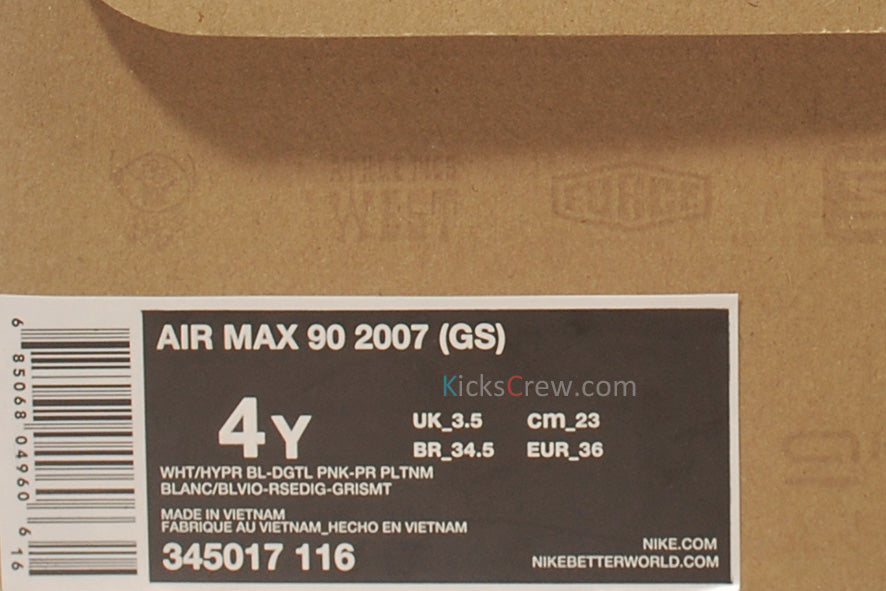 AIR MAX 90 2007 (GS)
KicksCrew.com
4Y
UK_3.5 cm_23
BR_34.5 EUR_36
WHT/HYPR BL-DGTL PNK-PR PLTNM
BLANC/BLVIO-RSEDIG-GRISMT
MADE IN VIETNAM
FABRIQUE AU VIETNAM_HECHO EN VIETNAM
345017 116
NIKE.COM
NIKEBETTERWORLD.COM
6 85068 04960 6 16
WEST